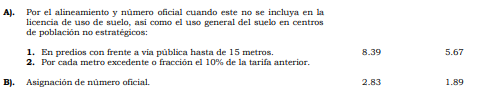 A). Por el alineamiento y número oficial cuando este no se incluya en la
licencia de uso de suelo, así como el uso general del suelo en centros
de población no estratégicos:
1. En predios con frente a vía pública hasta de 15 metros. 8.39 5.67
2. Por cada metro excedente o fracción el 10% de la tarifa anterior.
B). Asignación de número oficial. 2.83 1.89